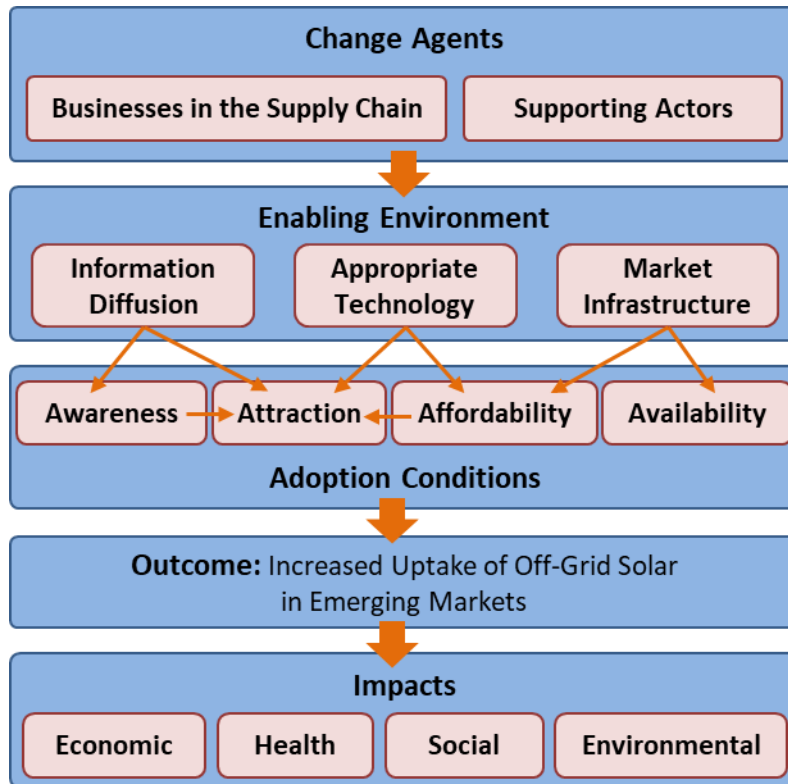 Change Agents
Businesses in the Supply Chain
Supporting Actors
Enabling Environment
Information
Diffusion
Appropriate
Technology
Market
Infrastructure
Awareness
Attraction
Affordability
Availability
Adoption Conditions
Outcome: Increased Uptake of Off-Grid Solar
in Emerging Markets
Impacts
Economic
Health
Social
Environmental